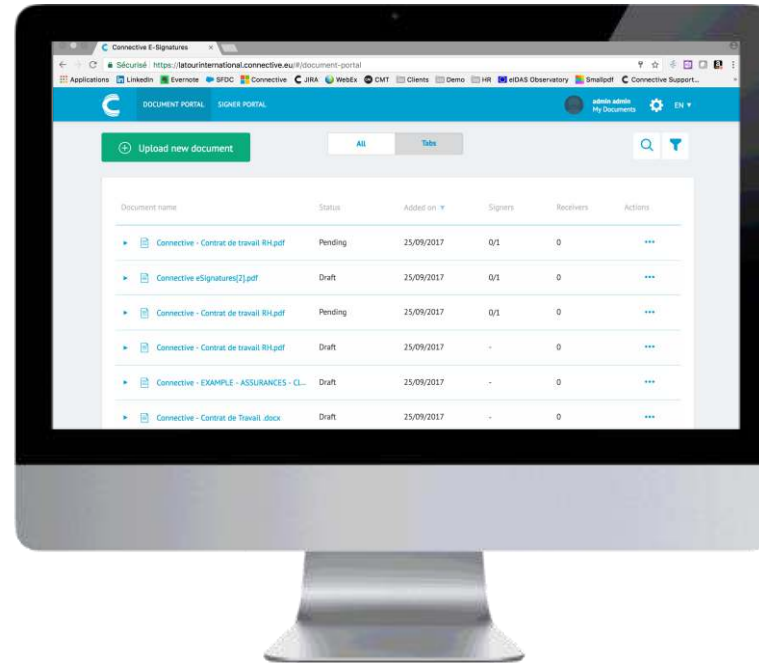 Connective E-Signatures
Sécurisé https://latourinternational.connective.eu/#/document-portal
Applications LinkedIn Evernote SFDC Connective JIRA WebEx CMT Clients Demo HR eIDAS Observatory Smallpdf Connective Support...
DOCUMENT PORTAL SIGNER PORTAL admin admin
My Documents EN
Upload new document All Tabs
Document name Status Added on Signers Receivers Actions
Connective - Contrat de travail RH.pdf Pending 25/09/2017 0/1 0 •••
Connective eSignatures[2].pdf Draft 25/09/2017 0/1 0 •••
Connective - Contrat de travail RH.pdf Pending 25/09/2017 0/1 0 •••
Connective - Contrat de travail RH.pdf Draft 25/09/2017 - 0 •••
Connective - EXAMPLE - ASSURANCES - CL... Draft 25/09/2017 - 0 •••
Connective - Contrat de Travail .docx Draft 25/09/2017 - 0 •••